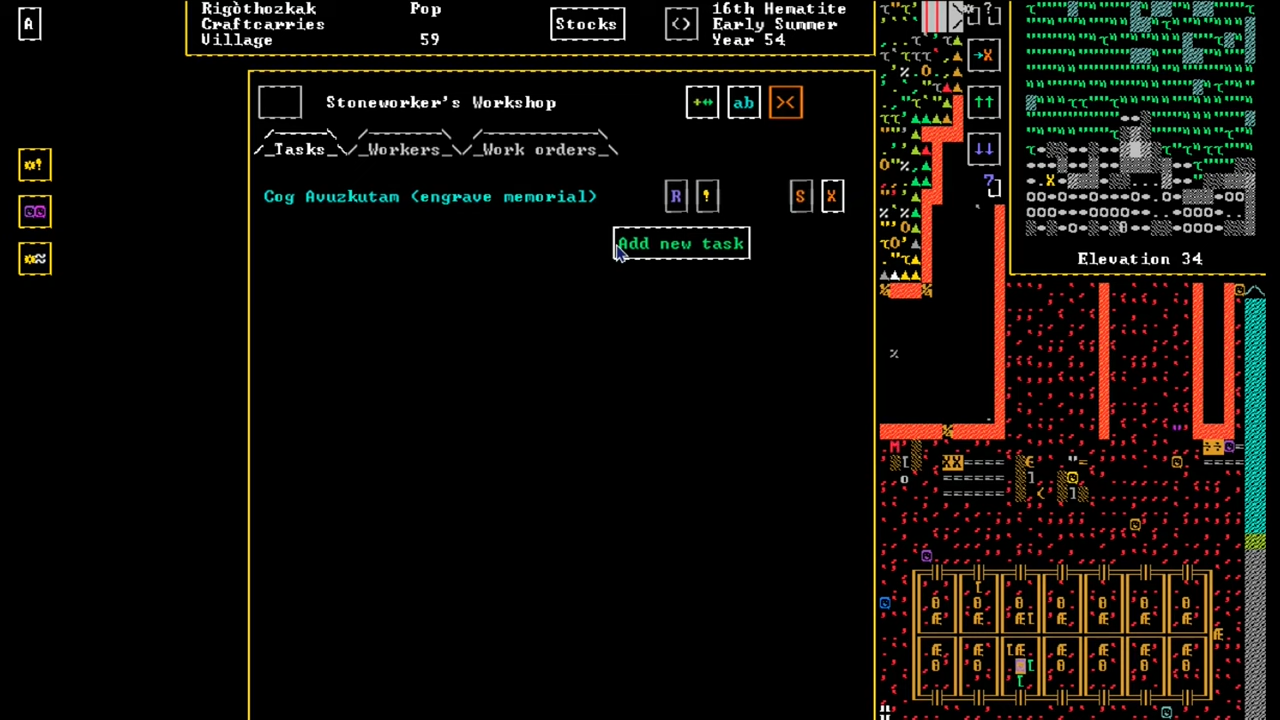 A
Rigòthozkak
Craftcarries
Village
Pop
59
Stocks
<>
16th Hematite
Early Summer
Year 54
Stoneworker's Workshop
ab
Tasks
Workers
Work orders
Cog Avuzkutam (engrave memorial)
R
!
S
X
Add new task
7
Elevation 34